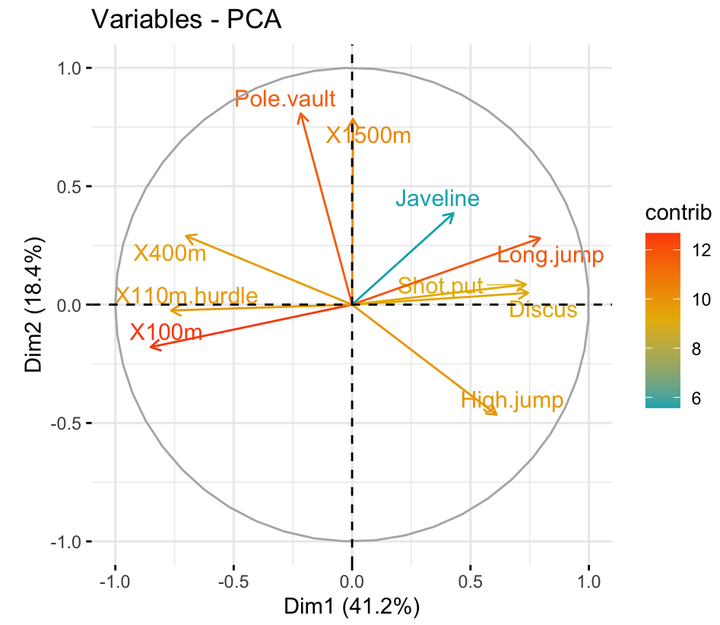 Variables - PCA
1.0
Pole.vault
X1500m
0.5
Javeline
contrib
X400m
Long.jump
12
Shot.put
10
X110m.hurdle
0.0
Discus
8
X100m
6
High.jump
-0.5
-1.0
-1.0
-0.5
0.0
0.5
1.0
Dim1 (41.2%)
Dim2 (18.4%)